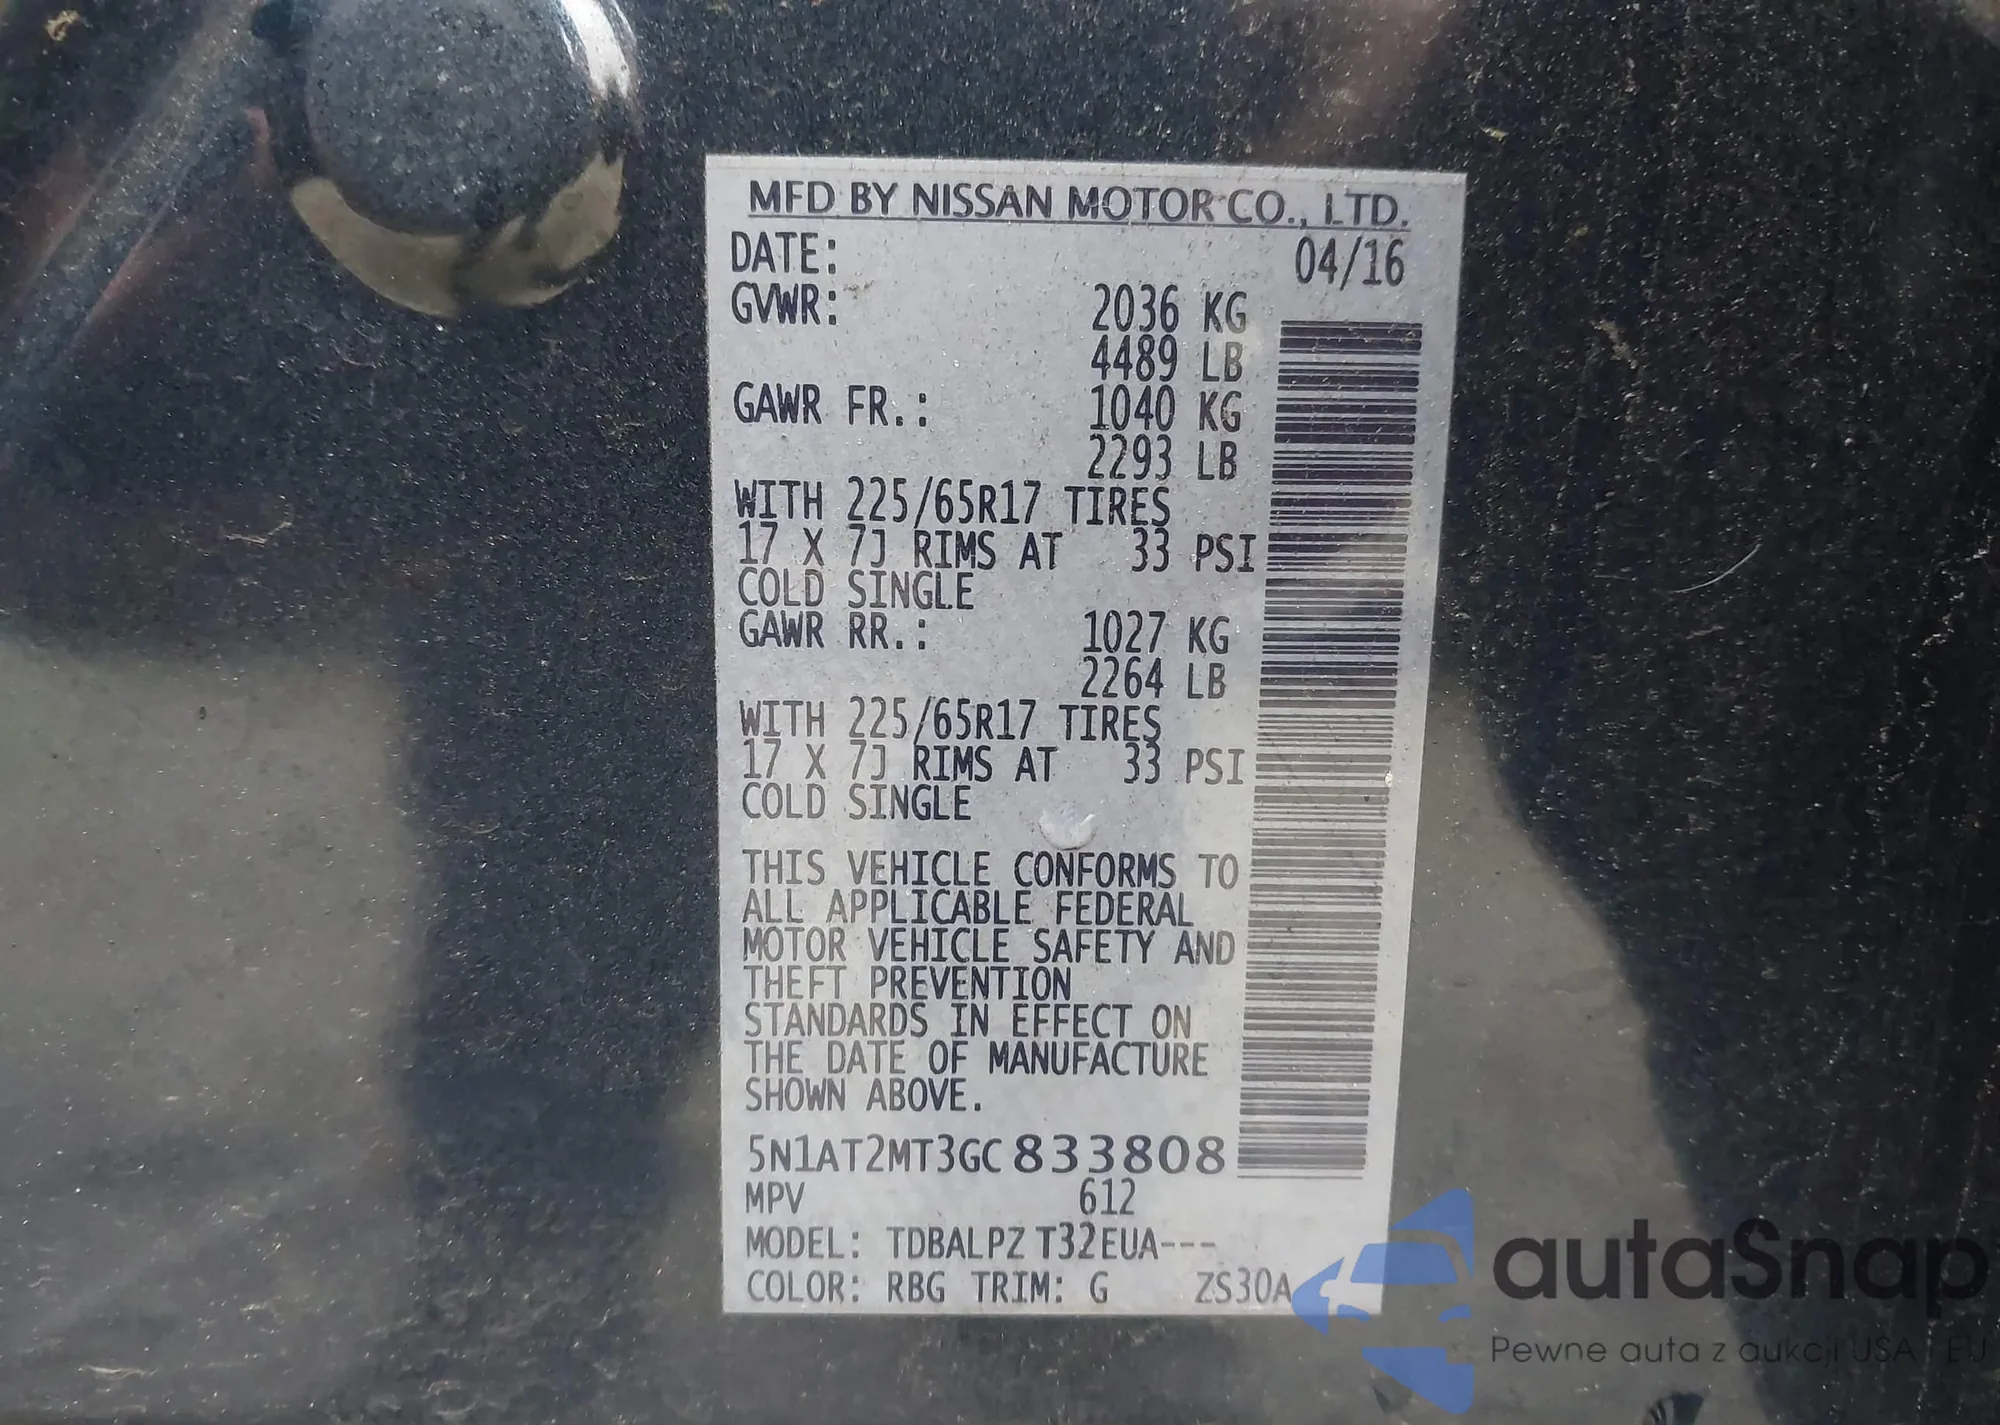 MFD BY NISSAN MOTOR CO., LTD.
DATE: 04/16
GVWR: 2036 KG
4489 LB
GAWR FR.: 1040 KG
2293 LB
WITH 225/65R17 TIRES
17 X 7J RIMS AT 33 PSI
COLD SINGLE
GAWR RR.: 1027 KG
2264 LB
WITH 225/65R17 TIRES
17 X 7J RIMS AT 33 PSI
COLD SINGLE
THIS VEHICLE CONFORMS TO
ALL APPLICABLE FEDERAL
MOTOR VEHICLE SAFETY AND
THEFT PREVENTION
STANDARDS IN EFFECT ON
THE DATE OF MANUFACTURE
SHOWN ABOVE.
5N1AT2MT3GC833808
MPV 612
MODEL: TDBALPZ T32EUA---
COLOR: RBG TRIM: G ZS30A
autoSnap
Pewne auta z aukcji USA i EU